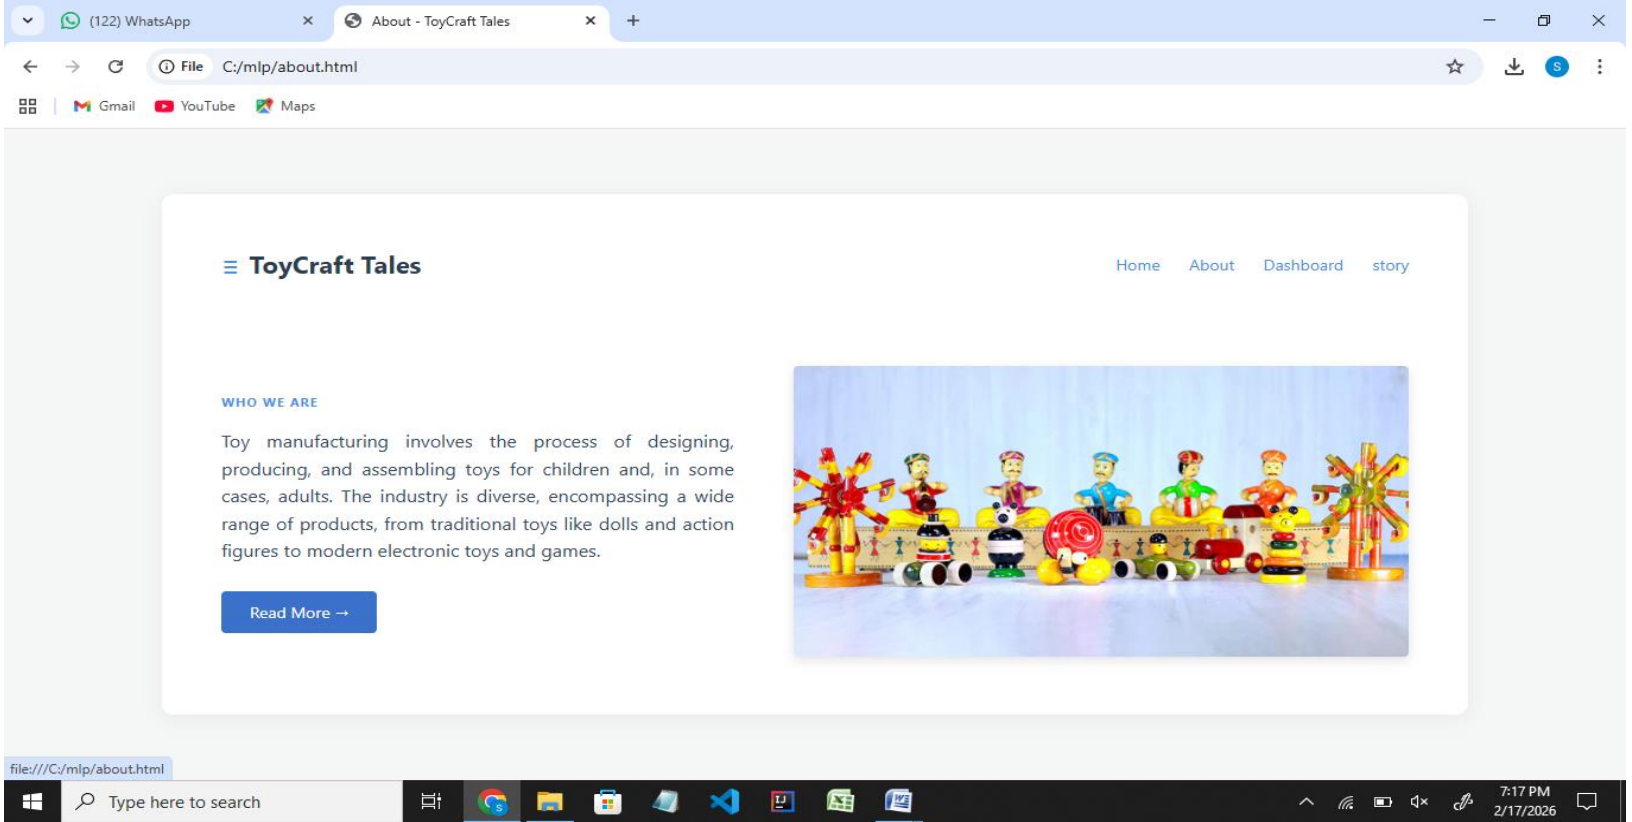 (122) WhatsApp
About - ToyCraft Tales
File C:/mlp/about.html
S
Gmail YouTube Maps
☰ ToyCraft Tales
Home About Dashboard story
WHO WE ARE
Toy manufacturing involves the process of designing,
producing, and assembling toys for children and, in some
cases, adults. The industry is diverse, encompassing a wide
range of products, from traditional toys like dolls and action
figures to modern electronic toys and games.
Read More →
file:///C:/mlp/about.html
Type here to search
7:17 PM
2/17/2026